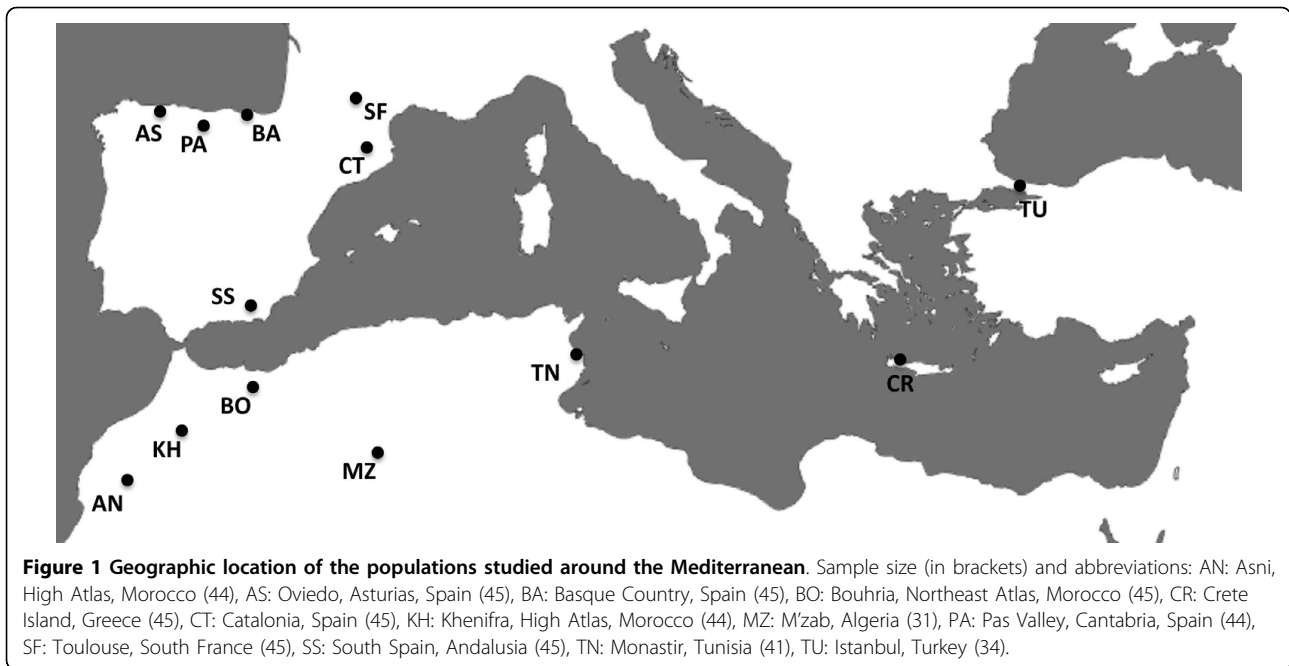 AS
PA
BA
SF
CT
TU
SS
TN
CR
BO
KH
MZ
AN
Figure 1 Geographic location of the populations studied around the Mediterranean. Sample size (in brackets) and abbreviations: AN: Asni,
High Atlas, Morocco (44), AS: Oviedo, Asturias, Spain (45), BA: Basque Country, Spain (45), BO: Bouhria, Northeast Atlas, Morocco (45), CR: Crete
Island, Greece (45), CT: Catalonia, Spain (45), KH: Khenifra, High Atlas, Morocco (44), MZ: M'zab, Algeria (31), PA: Pas Valley, Cantabria, Spain (44),
SF: Toulouse, South France (45), SS: South Spain, Andalusia (45), TN: Monastir, Tunisia (41), TU: Istanbul, Turkey (34).